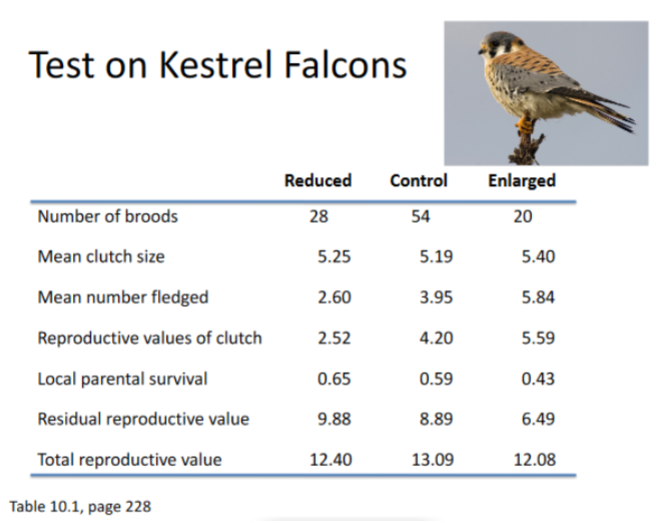 Test on Kestrel Falcons
Reduced Control Enlarged
Number of broods 28 54 20
Mean clutch size 5.25 5.19 5.40
Mean number fledged 2.60 3.95 5.84
Reproductive values of clutch 2.52 4.20 5.59
Local parental survival 0.65 0.59 0.43
Residual reproductive value 9.88 8.89 6.49
Total reproductive value 12.40 13.09 12.08
Table 10.1, page 228